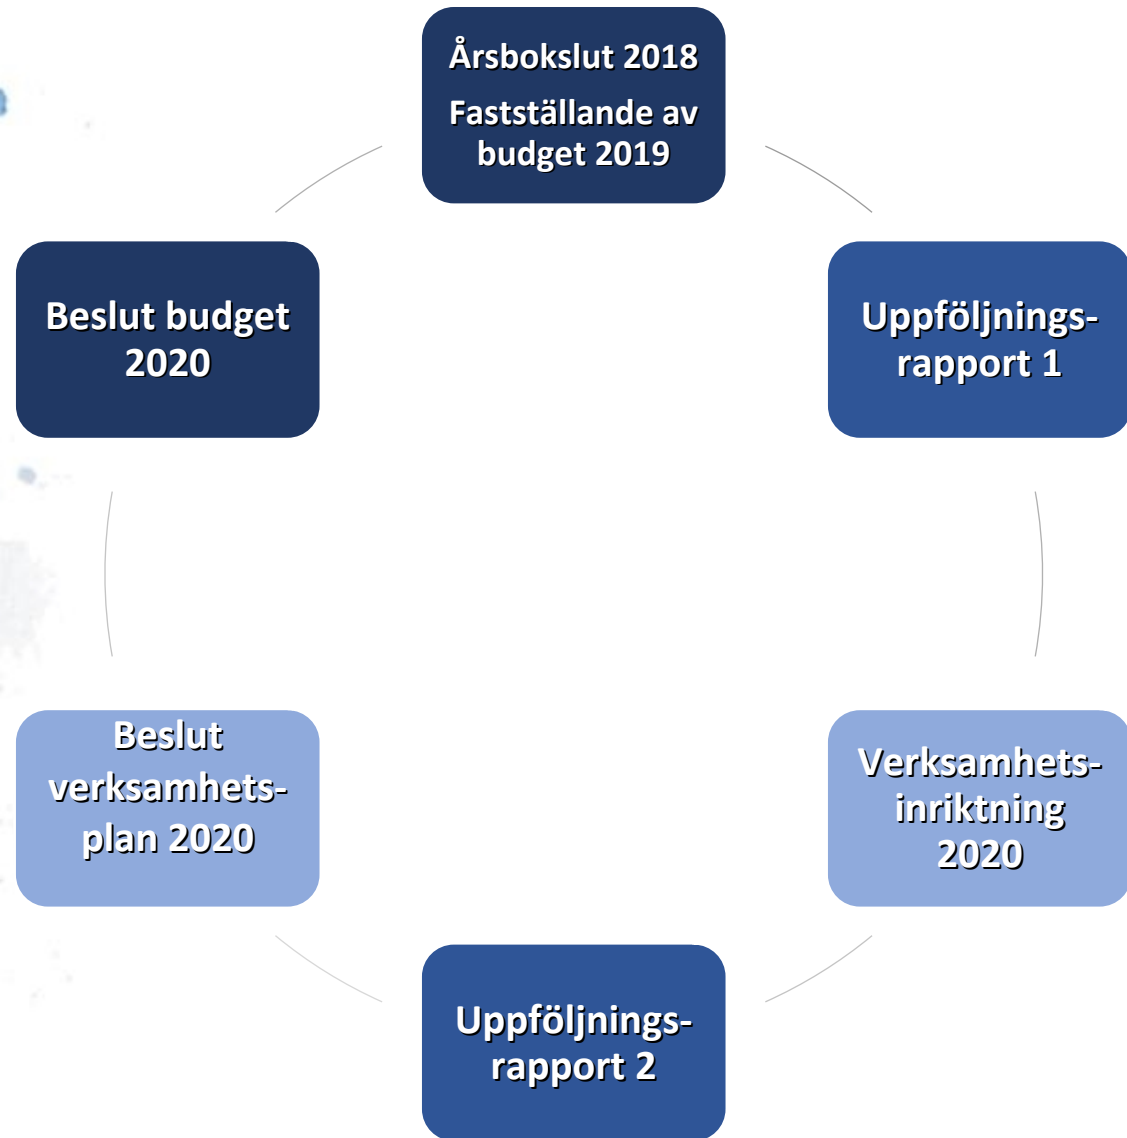 Årsbokslut 2018
Fastställande av
budget 2019
Beslut budget
2020
Uppföljnings-
rapport 1
Beslut
verksamhets-
plan 2020
Verksamhets-
inriktning
2020
Uppföljnings-
rapport 2